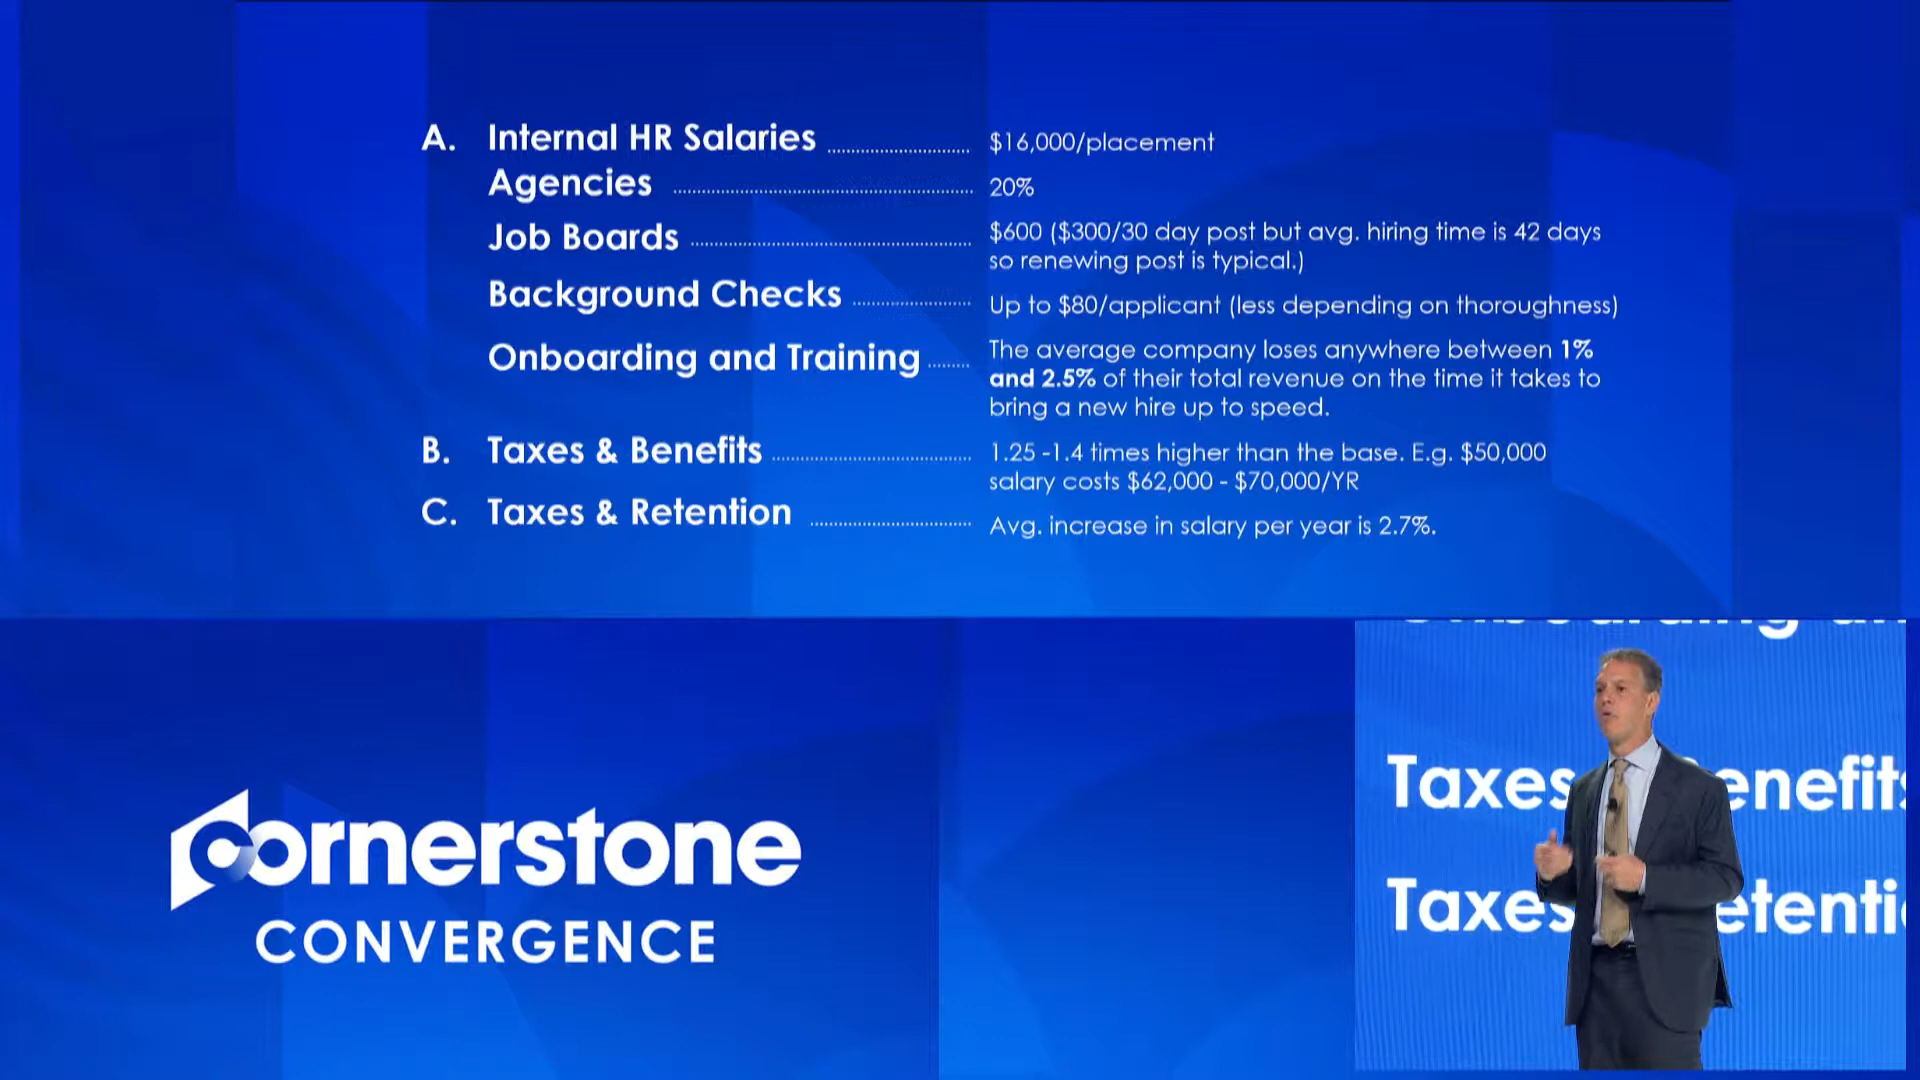 A. Internal HR Salaries ........ $16,000/placement
Agencies ........ 20%
Job Boards ........ $600 ($300/30 day post but avg. hiring time is 42 days
so renewing post is typical.)
Background Checks ........ Up to $80/applicant (less depending on thoroughness)
Onboarding and Training ........ The average company loses anywhere between 1%
and 2.5% of their total revenue on the time it takes to
bring a new hire up to speed.
B. Taxes & Benefits ........ 1.25 -1.4 times higher than the base. E.g. $50,000
salary costs $62,000 - $70,000/YR
C. Taxes & Retention ........ Avg. increase in salary per year is 2.7%.
Cornerstone
CONVERGENCE
Taxes enefits
Taxes etenti